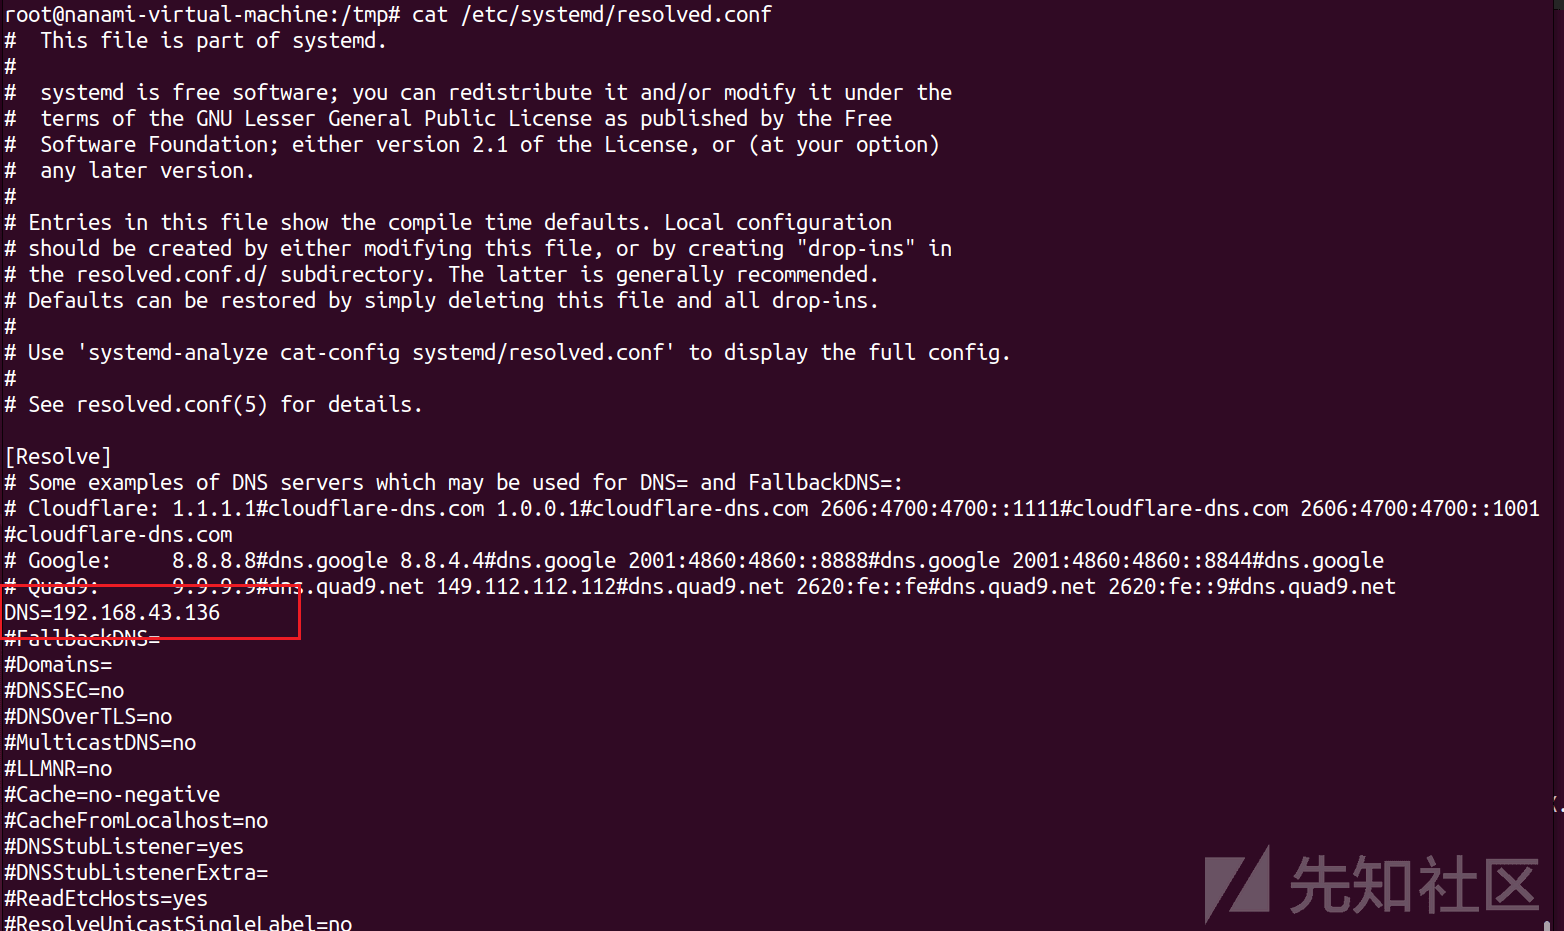 root@nanami-virtual-machine:/tmp# cat /etc/systemd/resolved.conf
#  This file is part of systemd.
#
#  systemd is free software; you can redistribute it and/or modify it under the
#  terms of the GNU Lesser General Public License as published by the Free
#  Software Foundation; either version 2.1 of the License, or (at your option)
#  any later version.
#
# Entries in this file show the compile time defaults. Local configuration
# should be created by either modifying this file, or by creating "drop-ins" in
# the resolved.conf.d/ subdirectory. The latter is generally recommended.
# Defaults can be restored by simply deleting this file and all drop-ins.
#
# Use 'systemd-analyze cat-config systemd/resolved.conf' to display the full config.
#
# See resolved.conf(5) for details.

[Resolve]
# Some examples of DNS servers which may be used for DNS= and FallbackDNS=:
# Cloudflare: 1.1.1.1#cloudflare-dns.com 1.0.0.1#cloudflare-dns.com 2606:4700:4700::1111#cloudflare-dns.com 2606:4700:4700::1001
#cloudflare-dns.com
# Google:     8.8.8.8#dns.google 8.8.4.4#dns.google 2001:4860:4860::8888#dns.google 2001:4860:4860::8844#dns.google
# Quad9:      9.9.9.9#dns.quad9.net 149.112.112.112#dns.quad9.net 2620:fe::fe#dns.quad9.net 2620:fe::9#dns.quad9.net
DNS=192.168.43.136
#FallbackDNS=
#Domains=
#DNSSEC=no
#DNSOverTLS=no
#MulticastDNS=no
#LLMNR=no
#Cache=no-negative
#CacheFromLocalhost=no
#DNSStubListener=yes
#DNSStubListenerExtra=
#ReadEtcHosts=yes
#ResolveUnicastSingleLabel=no
先知社区